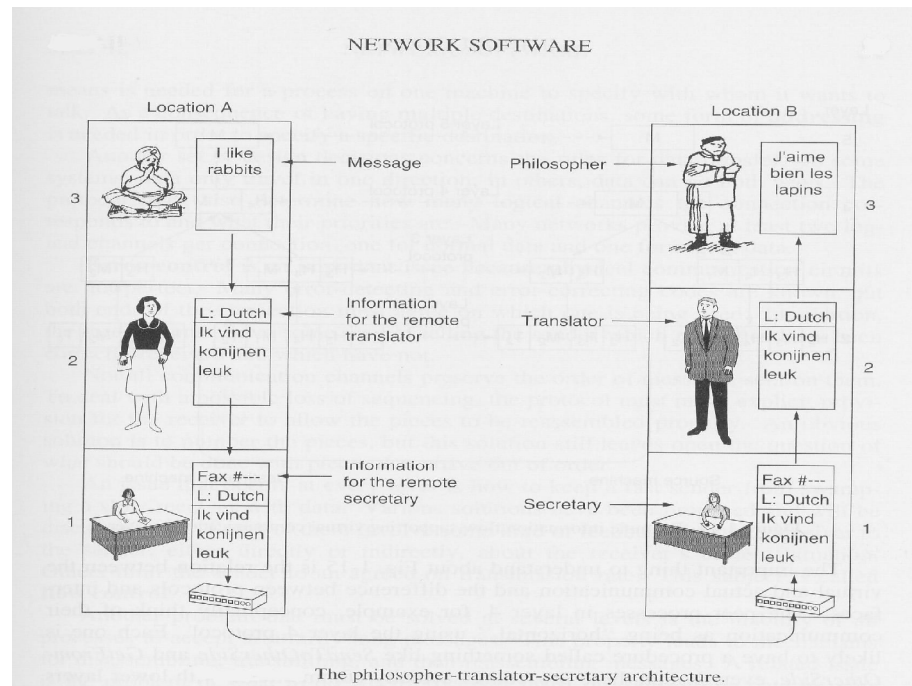 NETWORK SOFTWARE
Location A
Location B
3
I like
rabbits
Message
Philosopher
J'aime
bien les
lapins
3
2
L: Dutch
Ik vind
konijnen
leuk
Information
for the remote
translator
Translator
L: Dutch
Ik vind
konijnen
leuk
2
1
Fax #---
L: Dutch
Ik vind
konijnen
leuk
Information
for the remote
secretary
Secretary
Fax #---
L: Dutch
Ik vind
konijnen
leuk
1
The philosopher-translator-secretary architecture.